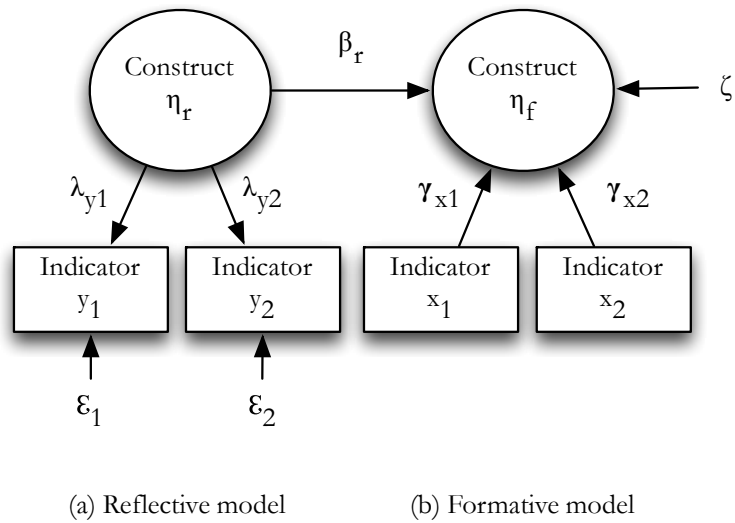 Construct
η_r
β_r
Construct
η_f
ζ
λ_y1
λ_y2
γ_x1
γ_x2
Indicator
y_1
Indicator
y_2
Indicator
x_1
Indicator
x_2
ε_1
ε_2
(a) Reflective model
(b) Formative model